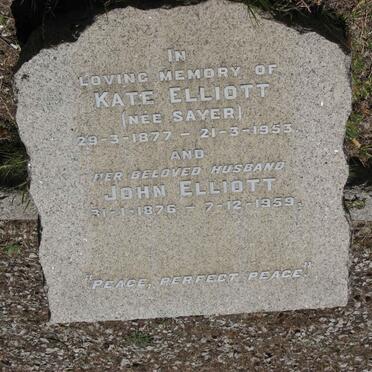 IN
LOVING MEMORY OF
KATE ELLIOTT
(NEE SAYER)
29-3-1877 – 21-3-1953
AND
HER BELOVED HUSBAND
JOHN ELLIOTT
31-1-1876 – 7-12-1959.
"PEACE, PERFECT PEACE"